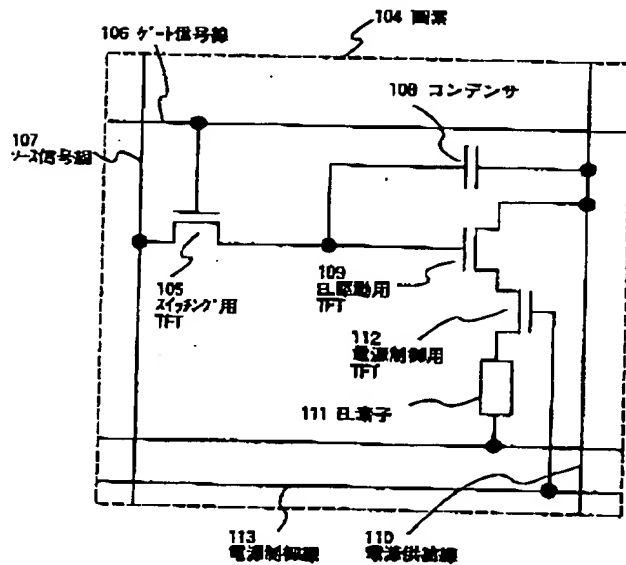 104 画素
106 ゲート信号線
108 コンデンサ
107
ソース信号線
105
スイッチング用
TFT
109
EL駆動用
TFT
112
電源制御用
TFT
111 EL素子
113
電源制御線
110
電源供給線